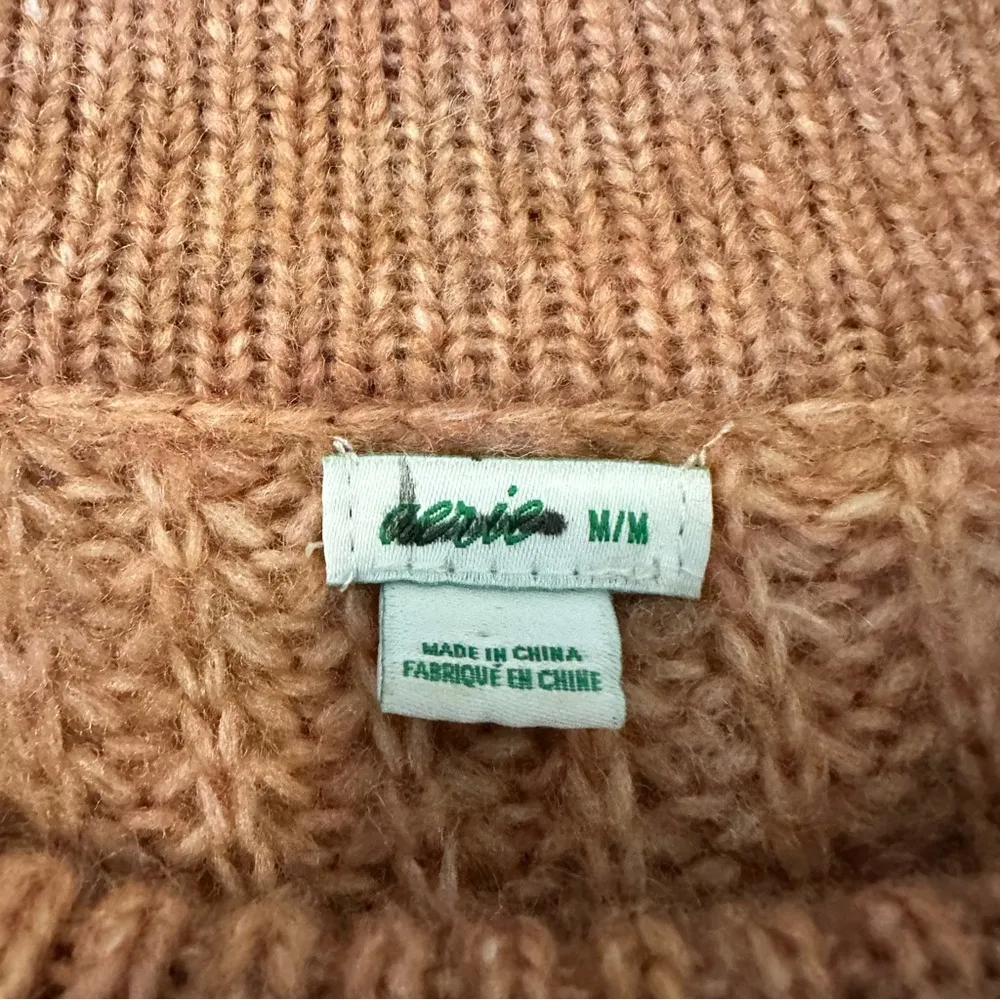 aerie M/M
MADE IN CHINA
FABRIQUÉ EN CHINE